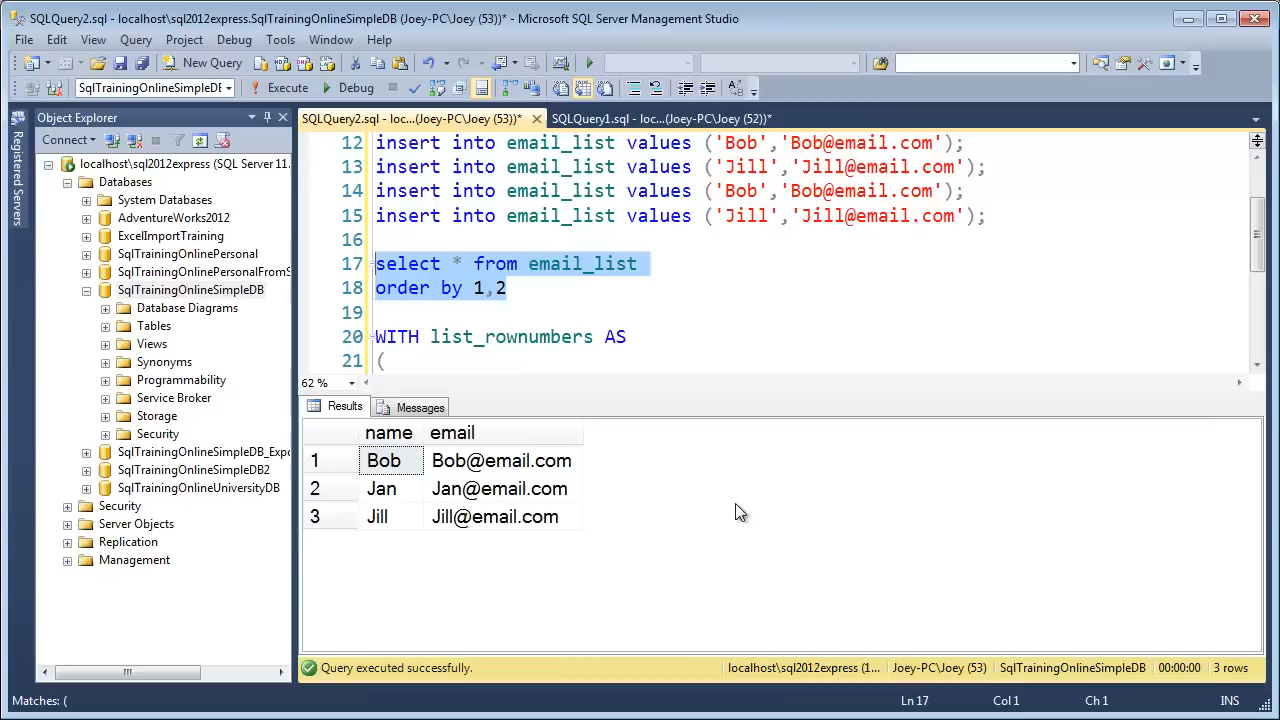 SQLQuery2.sql - localhost\sql2012express.SqlTrainingOnlineSimpleDB (Joey-PC\Joey (53))* - Microsoft SQL Server Management Studio
File Edit View Query Project Debug Tools Window Help
New Query
SqlTrainingOnlineSimpleDB Execute Debug
Registered Servers
Object Explorer
Connect
localhost\sql2012express (SQL Server 11.
Databases
System Databases
AdventureWorks2012
ExcelImportTraining
SqlTrainingOnlinePersonal
SqlTrainingOnlinePersonalFromS
SqlTrainingOnlineSimpleDB
Database Diagrams
Tables
Views
Synonyms
Programmability
Service Broker
Storage
Security
SqlTrainingOnlineSimpleDB_Expo
SqlTrainingOnlineSimpleDB2
SqlTrainingOnlineUniversityDB
Security
Server Objects
Replication
Management
SQLQuery2.sql - loc...(Joey-PC\Joey (53))* SQLQuery1.sql - loc...(Joey-PC\Joey (52))*
12 insert into email_list values ('Bob','Bob@email.com');
13 insert into email_list values ('Jill','Jill@email.com');
14 insert into email_list values ('Bob','Bob@email.com');
15 insert into email_list values ('Jill','Jill@email.com');
16
17 select * from email_list
18 order by 1,2
19
20 WITH list_rownumbers AS
21 (
62 %
Results Messages
name email
1 Bob Bob@email.com
2 Jan Jan@email.com
3 Jill Jill@email.com
Query executed successfully. localhost\sql2012express (1... Joey-PC\Joey (53) SqlTrainingOnlineSimpleDB 00:00:00 3 rows
Matches: ( Ln 17 Col 1 Ch 1 INS